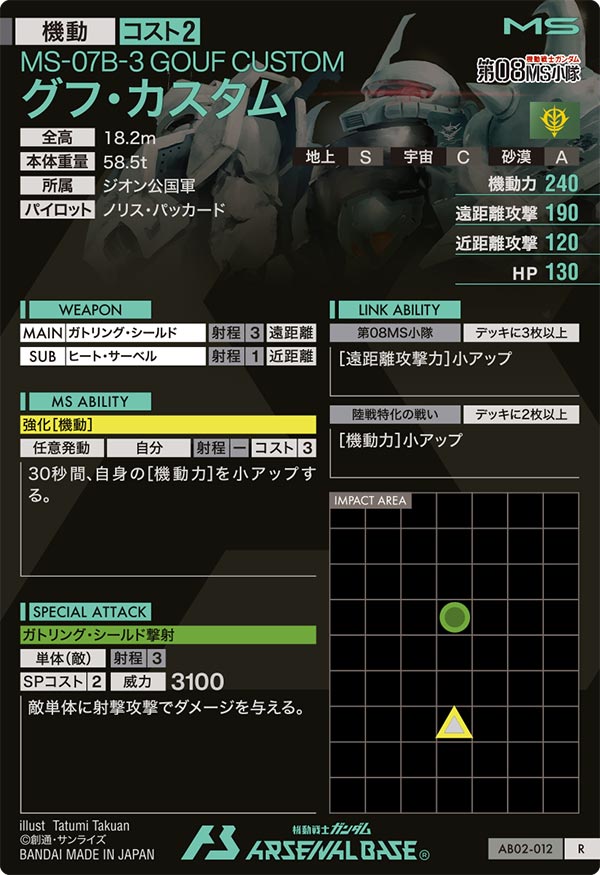 機動 コスト2
MS
MS-07B-3 GOUF CUSTOM
グフ・カスタム
機動戦士ガンダム
第08MS小隊
全高 18.2m
本体重量 58.5t
所属 ジオン公国軍
パイロット ノリス・パッカード
地上 S 宇宙 C 砂漠 A
機動力 240
遠距離攻撃 190
近距離攻撃 120
HP 130
WEAPON
MAIN ガトリング・シールド 射程 3 遠距離
SUB ヒート・サーベル 射程 1 近距離
MS ABILITY
強化[機動]
任意発動 自分 射程 ー コスト 3
30秒間、自身の[機動力]を小アップす
る。
SPECIAL ATTACK
ガトリング・シールド撃射
単体(敵) 射程 3
SPコスト 2 威力 3100
敵単体に射撃攻撃でダメージを与える。
LINK ABILITY
第08MS小隊 デッキに3枚以上
[遠距離攻撃力]小アップ
陸戦特化の戦い デッキに2枚以上
[機動力]小アップ
IMPACT AREA
illust Tatumi Takuan
©創通・サンライズ
BANDAI MADE IN JAPAN
機動戦士ガンダム
ARSENAL BASE®
AB02-012 R